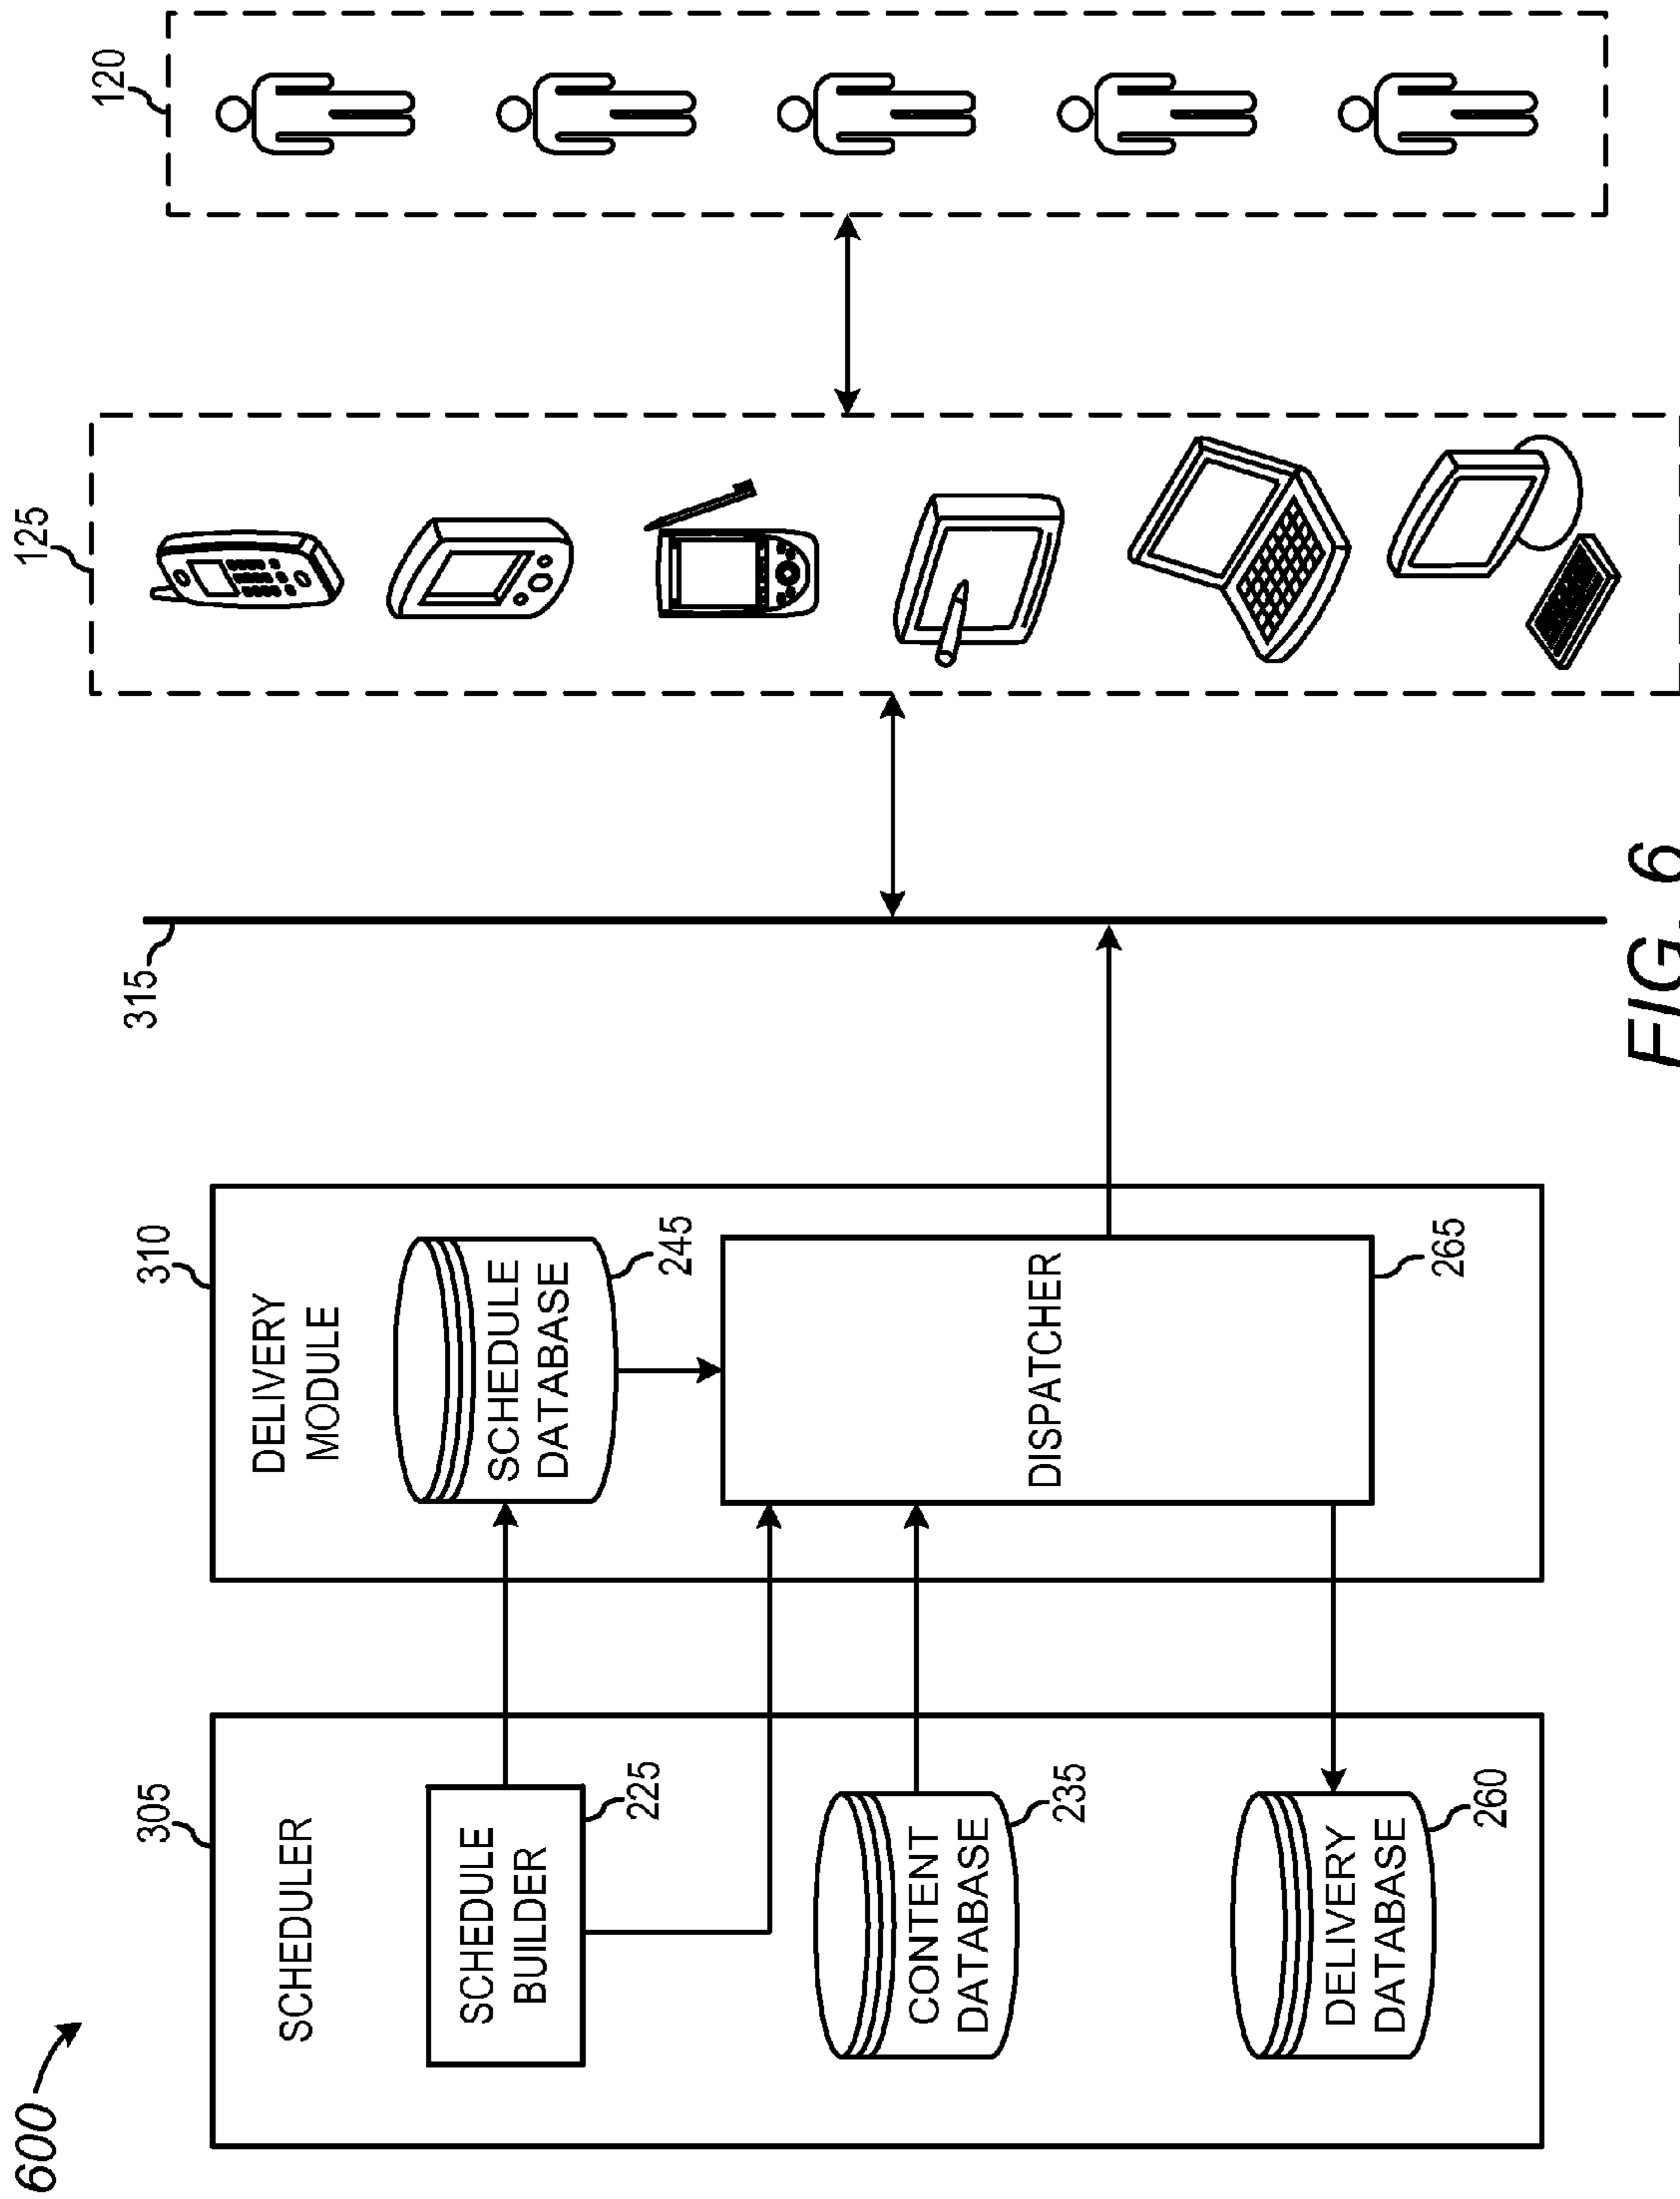 600
305
SCHEDULER
SCHEDULE
BUILDER
225
CONTENT
DATABASE
235
DELIVERY
DATABASE
260
310
DELIVERY
MODULE
SCHEDULE
DATABASE
245
DISPATCHER
265
315
125
120
FIG. 6